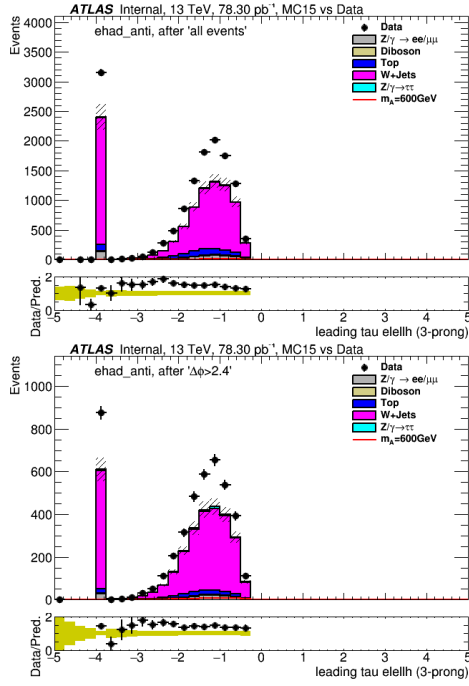 ATLAS Internal, 13 TeV, 78.30 pb⁻¹, MC15 vs Data
Events
4000
3500
3000
2500
2000
1500
1000
500
0
ehad_anti, after 'all events'
Data
Z/γ → ee/μμ
Diboson
Top
W+Jets
Z/γ→ττ
m_A=600GeV
Data/Pred.
2
1
0
−5 −4 −3 −2 −1 0 1 2 3 4 5
leading tau elellh (3-prong)
ATLAS Internal, 13 TeV, 78.30 pb⁻¹, MC15 vs Data
Events
1000
800
600
400
200
0
ehad_anti, after 'Δϕ>2.4'
Data
Z/γ → ee/μμ
Diboson
Top
W+Jets
Z/γ→ττ
m_A=600GeV
Data/Pred.
2
1
0
−5 −4 −3 −2 −1 0 1 2 3 4 5
leading tau elellh (3-prong)